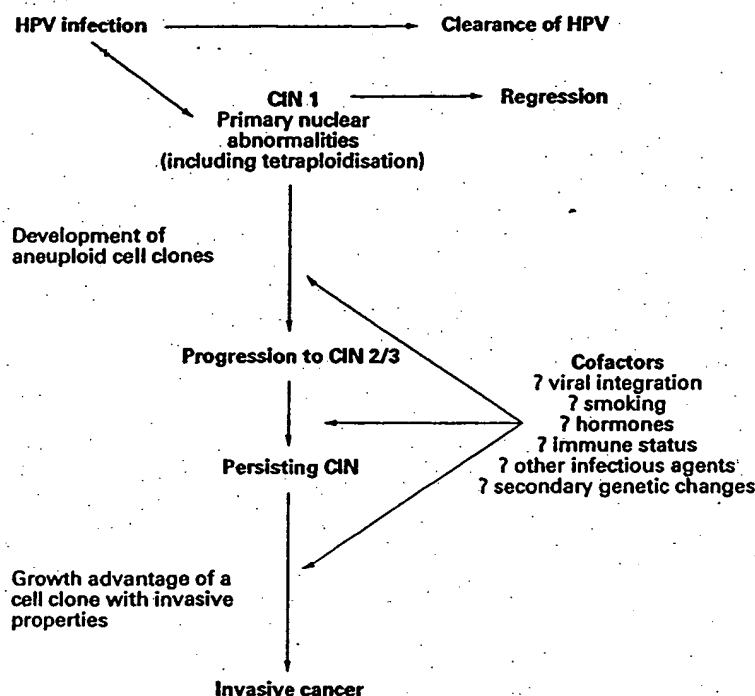 HPV infection
Clearance of HPV
CIN 1
Regression
Primary nuclear
abnormalities
(including tetraploidisation)
Development of
aneuploid cell clones
Progression to CIN 2/3
Cofactors
? viral integration
? smoking
? hormones
? immune status
? other infectious agents
? secondary genetic changes
Persisting CIN
Growth advantage of a
cell clone with invasive
properties
Invasive cancer